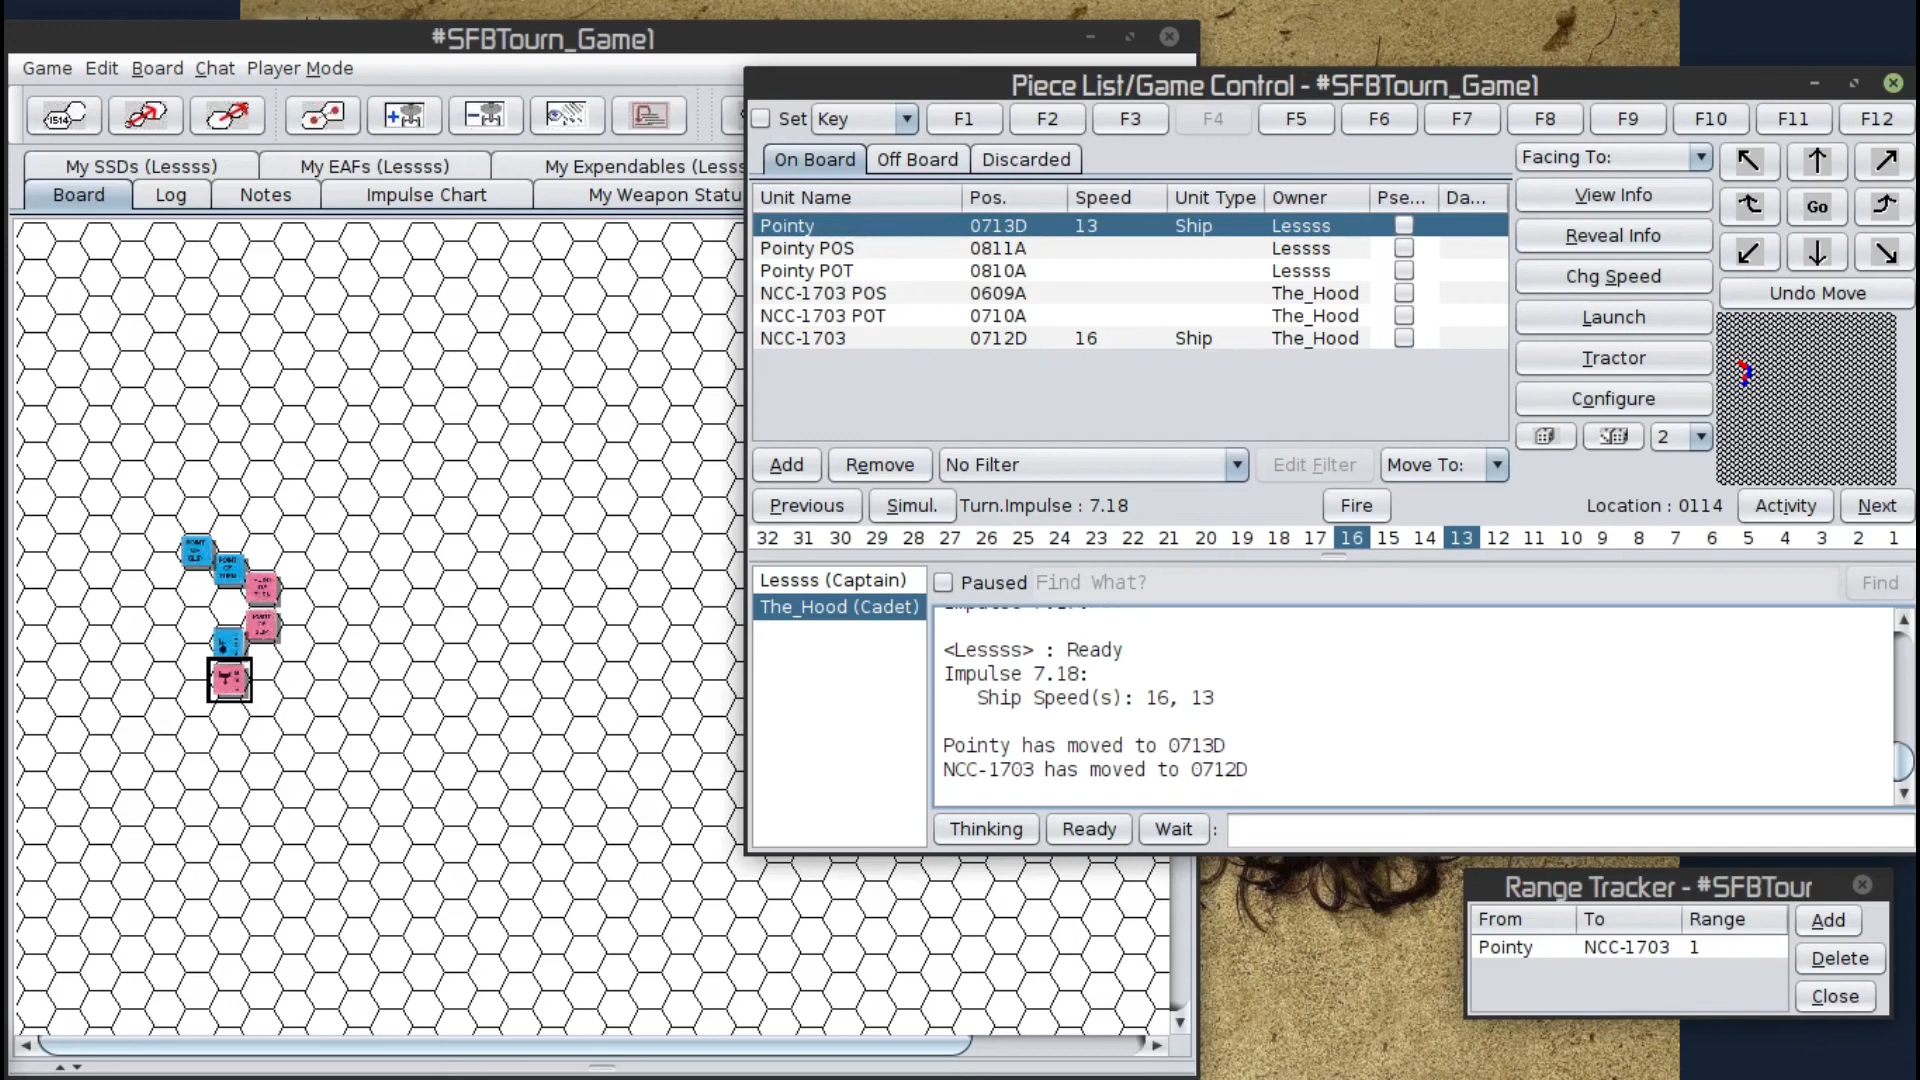 #SFBTourn_Game1
Game Edit Board Chat Player Mode
1514
My SSDs (Lessss) My EAFs (Lessss) My Expendables (Lesss
Board Log Notes Impulse Chart My Weapon Statu
POINT OF
POINT OF TURN
POINT OF
Piece List/Game Control - #SFBTourn_Game1
Set Key F1 F2 F3 F4 F5 F6 F7 F8 F9 F10 F11 F12
On Board Off Board Discarded
Unit Name Pos. Speed Unit Type Owner Pse... Da...
Pointy 0713D 13 Ship Lessss
Pointy POS 0811A Lessss
Pointy POT 0810A Lessss
NCC-1703 POS 0609A The_Hood
NCC-1703 POT 0710A The_Hood
NCC-1703 0712D 16 Ship The_Hood
Facing To:
View Info
Reveal Info
Chg Speed
Launch
Tractor
Configure
2
Go
Undo Move
Add Remove No Filter Edit Filter Move To:
Previous Simul. Turn.Impulse : 7.18 Fire Location : 0114 Activity Next
32 31 30 29 28 27 26 25 24 23 22 21 20 19 18 17 16 15 14 13 12 11 10 9 8 7 6 5 4 3 2 1
Lessss (Captain)
The_Hood (Cadet)
Paused Find What? Find
<Lessss> : Ready
Impulse 7.18:
Ship Speed(s): 16, 13
Pointy has moved to 0713D
NCC-1703 has moved to 0712D
Thinking Ready Wait :
Range Tracker - #SFBTour
From To Range
Pointy NCC-1703 1
Add
Delete
Close